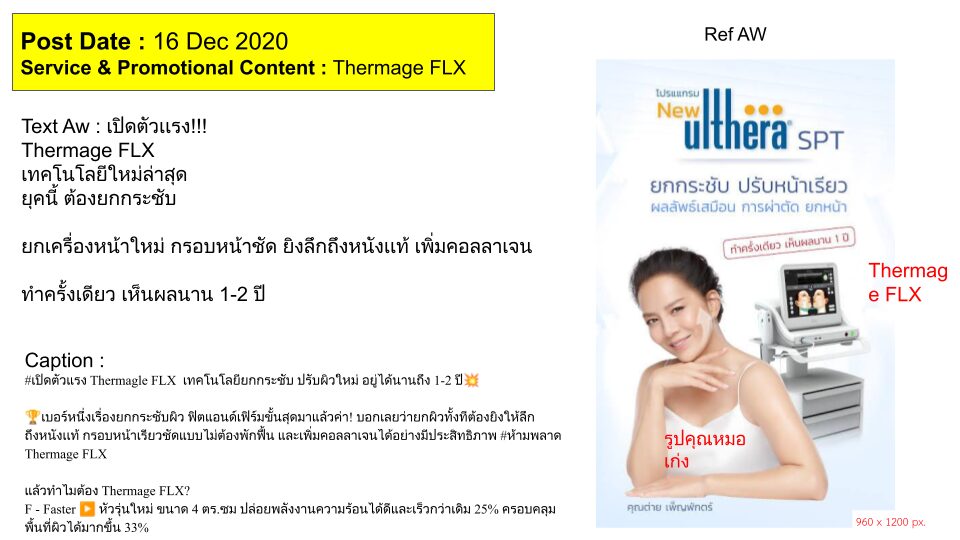 Post Date : 16 Dec 2020
Service & Promotional Content : Thermage FLX
Text Aw : เปิดตัวแรง!!!
Thermage FLX
เทคโนโลยีใหม่ล่าสุด
ยุคนี้ ต้องยกกระชับ
ยกเครื่องหน้าใหม่ กรอบหน้าชัด ยิงลึกถึงหนังแท้ เพิ่มคอลลาเจน
ทำครั้งเดียว เห็นผลนาน 1-2 ปี
Caption :
#เปิดตัวแรง Thermagle FLX เทคโนโลยียกกระชับ ปรับผิวใหม่ อยู่ได้นานถึง 1-2 ปี💥
🏆เบอร์หนึ่งเรื่องยกกระชับผิว ฟิตแอนด์เฟิร์มขั้นสุดมาแล้วค่า! บอกเลยว่ายกผิวทั้งทีต้องยิงให้ลึก
ถึงหนังแท้ กรอบหน้าเรียวชัดแบบไม่ต้องพักฟื้น และเพิ่มคอลลาเจนได้อย่างมีประสิทธิภาพ #ห้ามพลาด
Thermage FLX
แล้วทำไมต้อง Thermage FLX?
F - Faster ▶️ หัวรุ่นใหม่ ขนาด 4 ตร.ซม ปล่อยพลังงานความร้อนได้ดีและเร็วกว่าเดิม 25% ครอบคลุม
พื้นที่ผิวได้มากขึ้น 33%
Ref AW
โปรแกรม
New ulthera® SPT
ยกกระชับ ปรับหน้าเรียว
ผลลัพธ์เสมือน การผ่าตัด ยกหน้า
ทำครั้งเดียว เห็นผลนาน 1 ปี
Thermag
e FLX
รูปคุณหมอ
เก่ง
คุณต่าย เพ็ญพักตร์
960 x 1200 px.